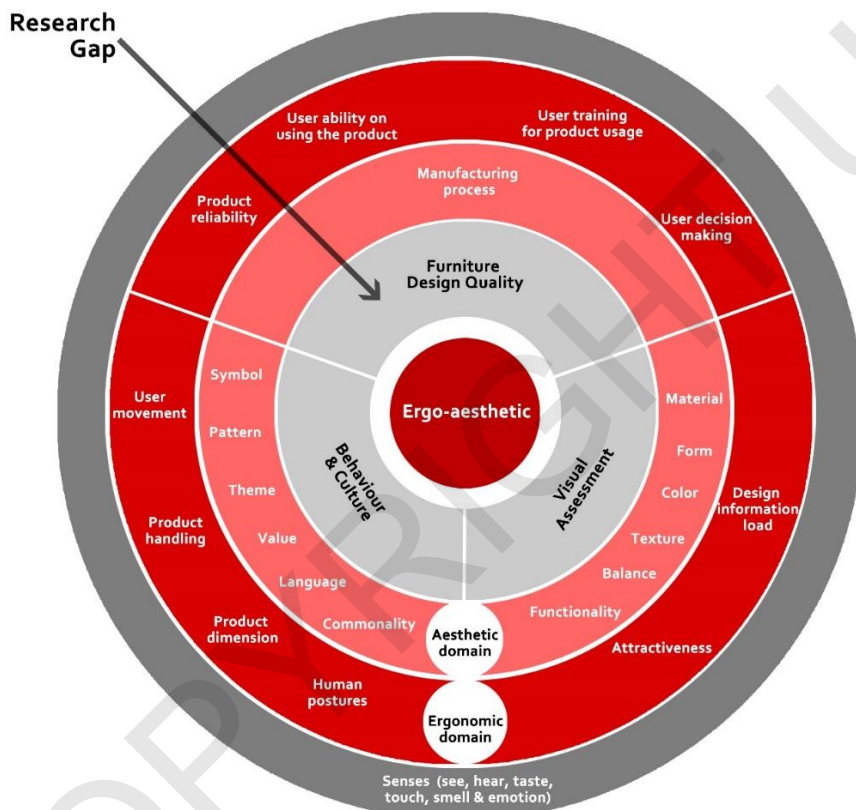 Research
Gap
User ability on
using the product
User training
for product usage
Product
reliability
Manufacturing
process
User decision
making
Furniture
Design Quality
Symbol
User
movement
Pattern
Theme
Product
handling
Value
Language
Product
dimension
Commonality
Human
postures
Ergo-aesthetic
Behaviour
& Culture
Visual
Assessment
Material
Form
Color
Design
information
load
Texture
Balance
Functionality
Attractiveness
Aesthetic
domain
Ergonomic
domain
Senses (see, hear, taste,
touch, smell & emotion)
OPYRIGHT U